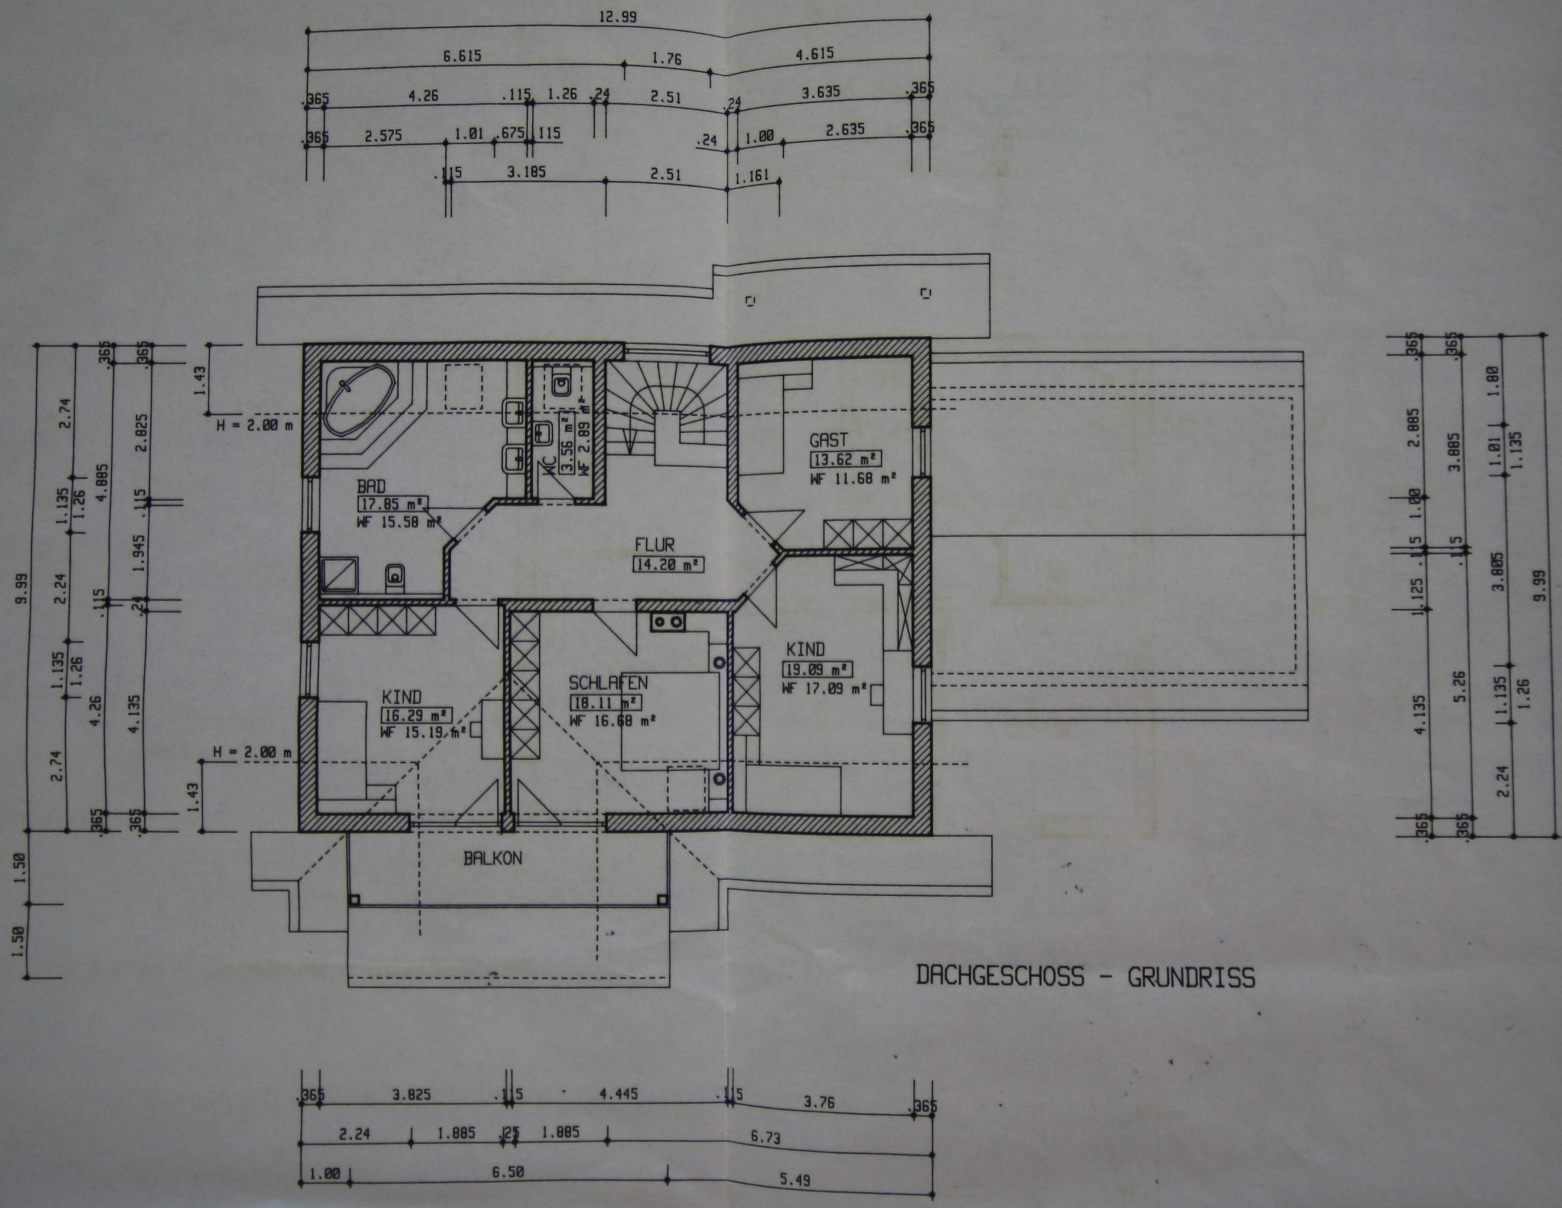 12.99
6.615 1.76 4.615
.365 4.26 .115 1.26 .24 2.51 .24 3.635 .365
.365 2.575 1.01 .675 115 .24 1.00 2.635 .365
.115 3.185 2.51 1.161
1.43
H = 2.00 m
BAD
17.85 m²
WF 15.58 m²
WC
3.56 m²
WF 2.89 m²
GAST
13.62 m²
WF 11.68 m²
FLUR
14.20 m²
KIND
16.29 m²
WF 15.19 m²
SCHLAFEN
18.11 m²
WF 16.68 m²
KIND
19.09 m²
WF 17.09 m²
H = 2.00 m
1.43
BALKON
9.99
1.50
1.50
2.74
1.135
1.26
2.24
1.135
1.26
2.74
.365
4.885
.115
4.26
.365
.365
2.825
.115
1.945
.24
4.135
.365
.365
2.885
1.00
.115
1.125
4.135
.365
.365
3.885
.115
5.26
.365
1.80
1.01
1.135
3.805
1.135
1.26
2.24
9.99
DACHGESCHOSS - GRUNDRISS
.365 3.825 .115 4.445 .115 3.76 .365
2.24 1.885 .25 1.885 6.73
1.00 6.50 5.49